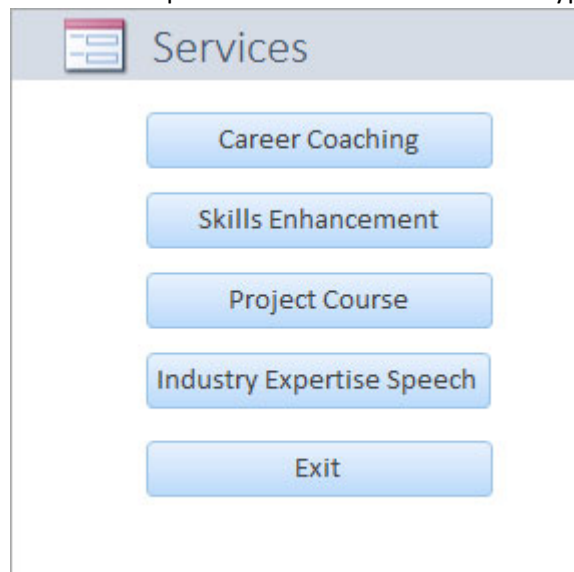 Services
Career Coaching
Skills Enhancement
Project Course
Industry Expertise Speech
Exit